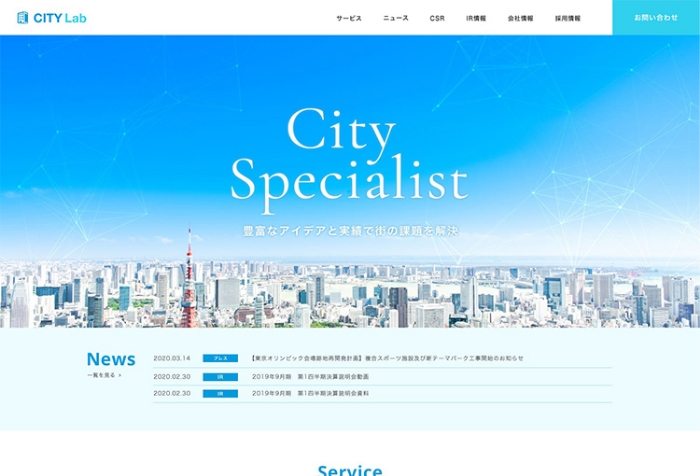 CITY Lab
サービス ニュース CSR IR情報 会社情報 採用情報 お問い合わせ
City
Specialist
豊富なアイデアと実績で街の課題を解決
News
一覧を見る >
2020.03.14 プレス 【東京オリンピック会場跡地再開発計画】複合スポーツ施設及び新テーマパーク工事開始のお知らせ
2020.02.30 IR 2019年9月期 第1四半期決算説明会動画
2020.02.30 IR 2019年9月期 第1四半期決算説明会資料
Service